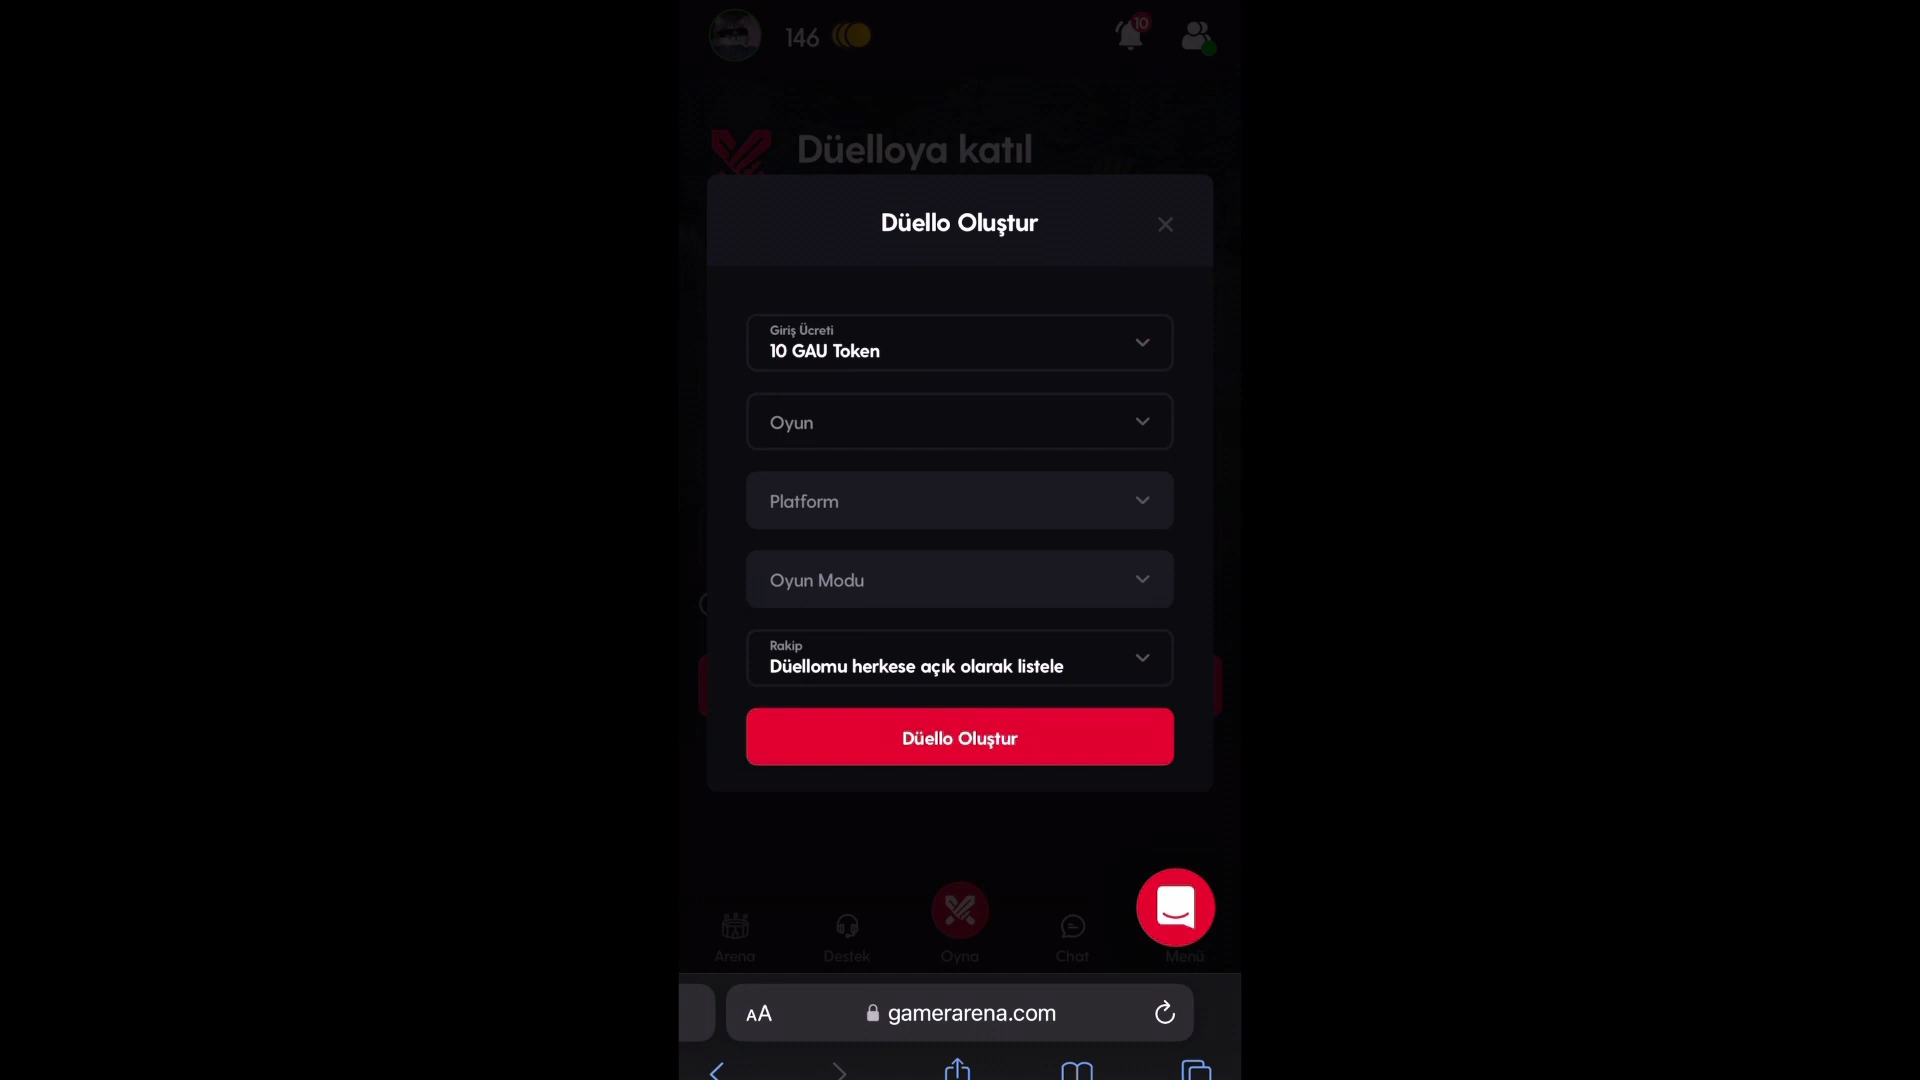 146
10
Düelloya katıl
Düello Oluştur
Giriş Ücreti
10 GAU Token
Oyun
Platform
Oyun Modu
Rakip
Düellomu herkese açık olarak listele
Düello Oluştur
Arena
Destek
Oyna
Chat
Menü
AA
gamerarena.com